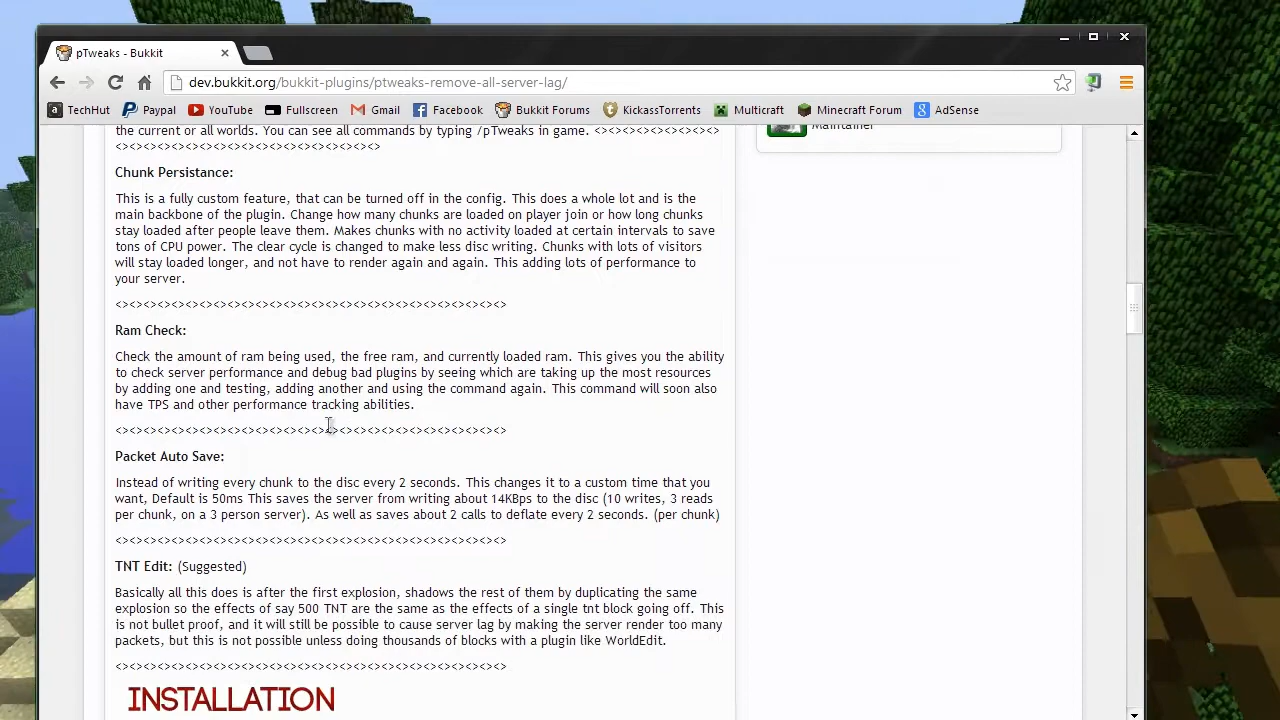 pTweaks - Bukkit
dev.bukkit.org/bukkit-plugins/ptweaks-remove-all-server-lag/
TechHut Paypal YouTube Fullscreen Gmail Facebook Bukkit Forums KickassTorrents Multicraft Minecraft Forum AdSense
the current or all worlds. You can see all commands by typing /pTweaks in game. <><><><><><><><><>
<><><><><><><><><><><><><><><><><><><>
Maintainer
Chunk Persistance:
This is a fully custom feature, that can be turned off in the config. This does a whole lot and is the
main backbone of the plugin. Change how many chunks are loaded on player join or how long chunks
stay loaded after people leave them. Makes chunks with no activity loaded at certain intervals to save
tons of CPU power. The clear cycle is changed to make less disc writing. Chunks with lots of visitors
will stay loaded longer, and not have to render again and again. This adding lots of performance to
your server.
<><><><><><><><><><><><><><><><><><><><><><><><><><><><>
Ram Check:
Check the amount of ram being used, the free ram, and currently loaded ram. This gives you the ability
to check server performance and debug bad plugins by seeing which are taking up the most resources
by adding one and testing, adding another and using the command again. This command will soon also
have TPS and other performance tracking abilities.
<><><><><><><><><><><><><><><><><><><><><><><><><><><><>
Packet Auto Save:
Instead of writing every chunk to the disc every 2 seconds. This changes it to a custom time that you
want, Default is 50ms This saves the server from writing about 14KBps to the disc (10 writes, 3 reads
per chunk, on a 3 person server). As well as saves about 2 calls to deflate every 2 seconds. (per chunk)
<><><><><><><><><><><><><><><><><><><><><><><><><><><><>
TNT Edit: (Suggested)
Basically all this does is after the first explosion, shadows the rest of them by duplicating the same
explosion so the effects of say 500 TNT are the same as the effects of a single tnt block going off. This
is not bullet proof, and it will still be possible to cause server lag by making the server render too many
packets, but this is not possible unless doing thousands of blocks with a plugin like WorldEdit.
<><><><><><><><><><><><><><><><><><><><><><><><><><><><>
INSTALLATION